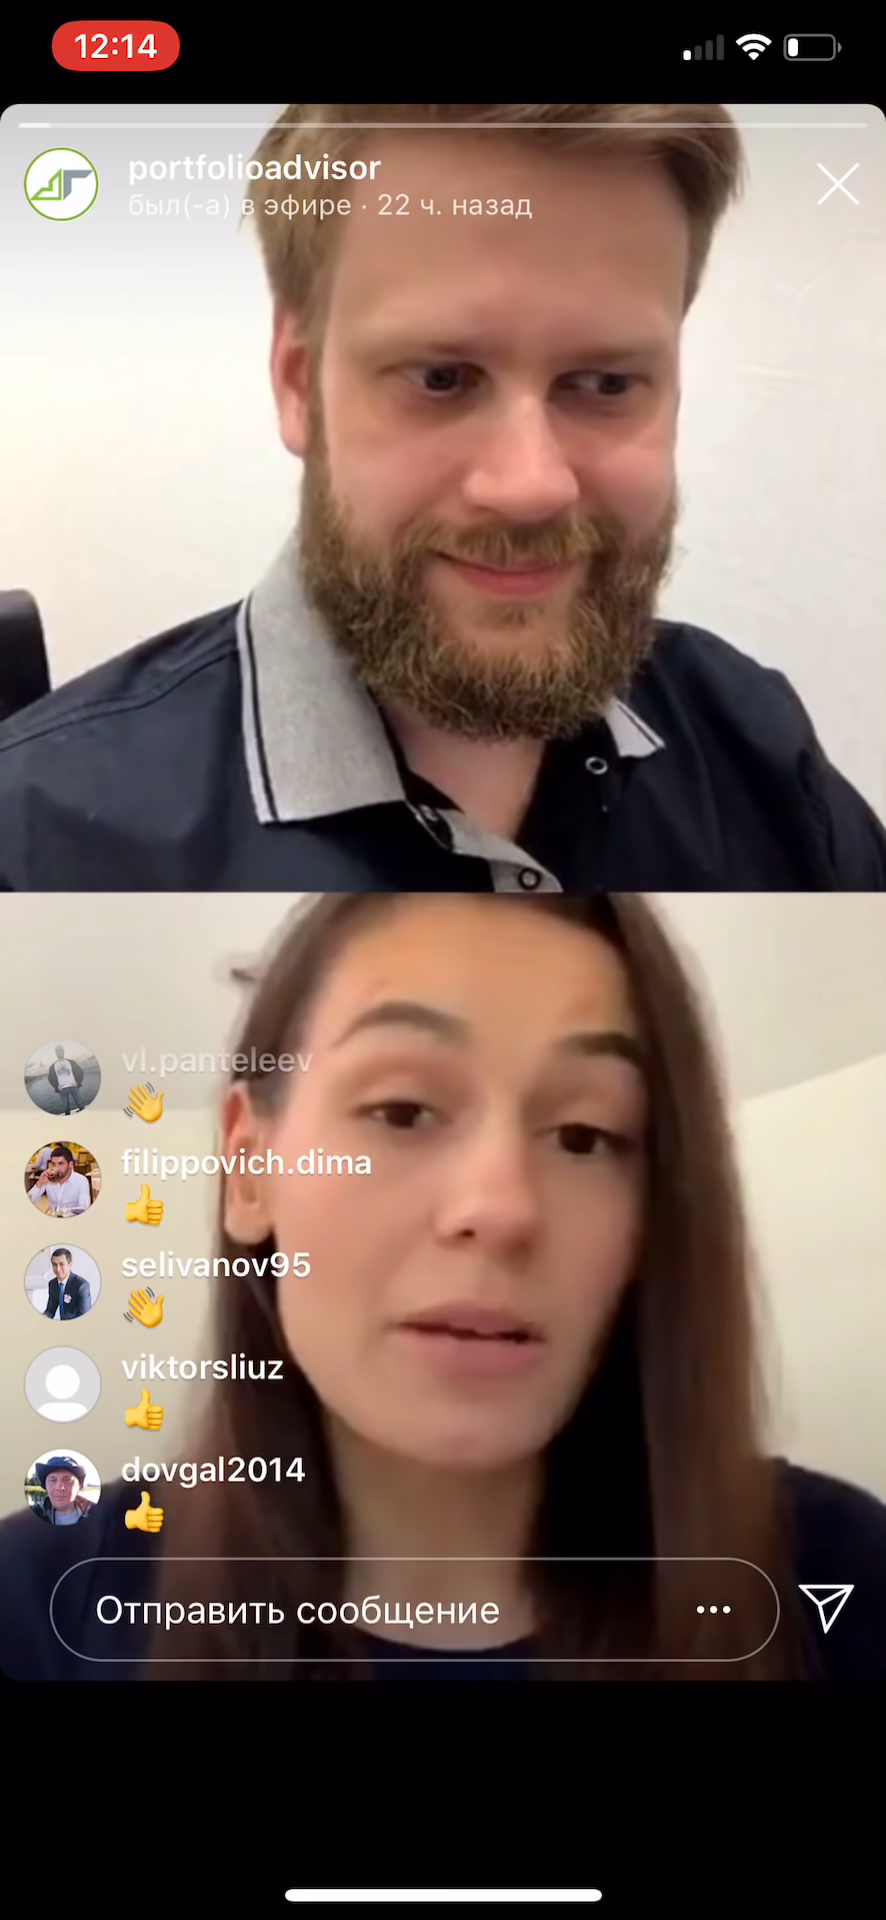 12:14
portfolioadvisor
был(-а) в эфире · 22 ч. назад
vl.panteleev
👋
filippovich.dima
👍
selivanov95
👋
viktorsliuz
👍
dovgal2014
👍
Отправить сообщение